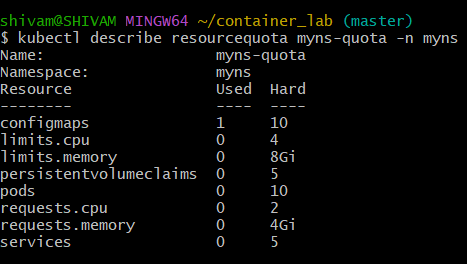 shivam@SHIVAM MINGW64 ~/container_lab (master)
$ kubectl describe resourcequota myns-quota -n myns
Name:                   myns-quota
Namespace:              myns
Resource                Used  Hard
--------                ----  ----
configmaps              1     10
limits.cpu              0     4
limits.memory           0     8Gi
persistentvolumeclaims  0     5
pods                    0     10
requests.cpu            0     2
requests.memory         0     4Gi
services                0     5